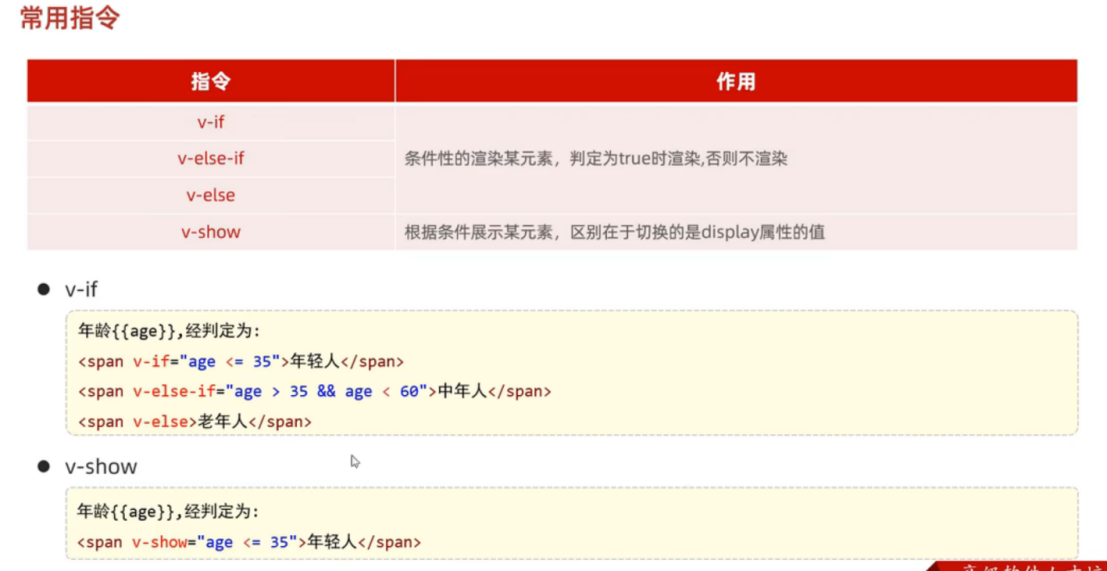 常用指令
指令 作用
v-if
v-else-if 条件性的渲染某元素，判定为true时渲染,否则不渲染
v-else
v-show 根据条件展示某元素，区别在于切换的是display属性的值
● v-if
年龄{{age}},经判定为:
<span v-if="age <= 35">年轻人</span>
<span v-else-if="age > 35 && age < 60">中年人</span>
<span v-else>老年人</span>
● v-show
年龄{{age}},经判定为:
<span v-show="age <= 35">年轻人</span>